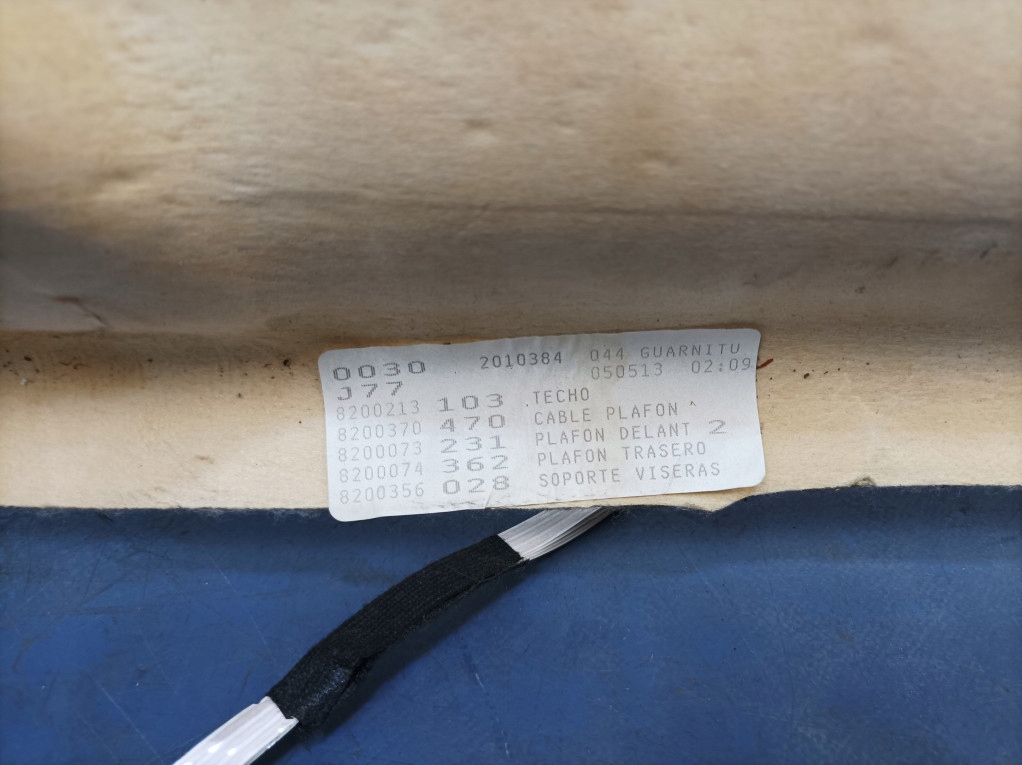 0030 2010384 044 GUARNITU
J77 050513 02:09
8200213 103 TECHO
8200370 470 CABLE PLAFON
8200073 231 PLAFON DELANT 2
8200074 362 PLAFON TRASERO
8200356 028 SOPORTE VISERAS